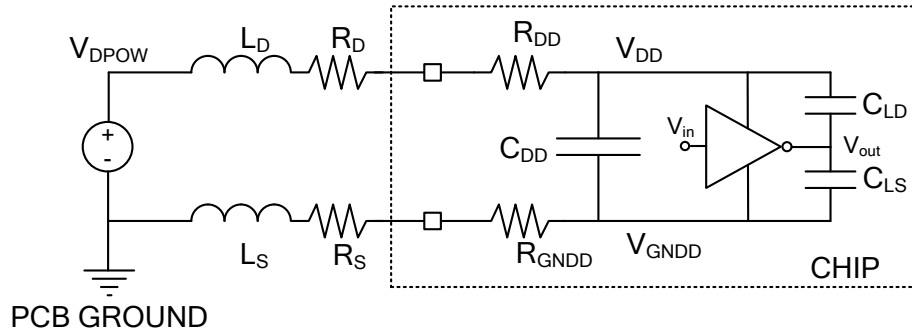 V_DPOW
L_D
R_D
R_DD
V_DD
+
-
C_DD
V_in
V_out
C_LD
C_LS
L_S
R_S
R_GNDD
V_GNDD
CHIP
PCB GROUND